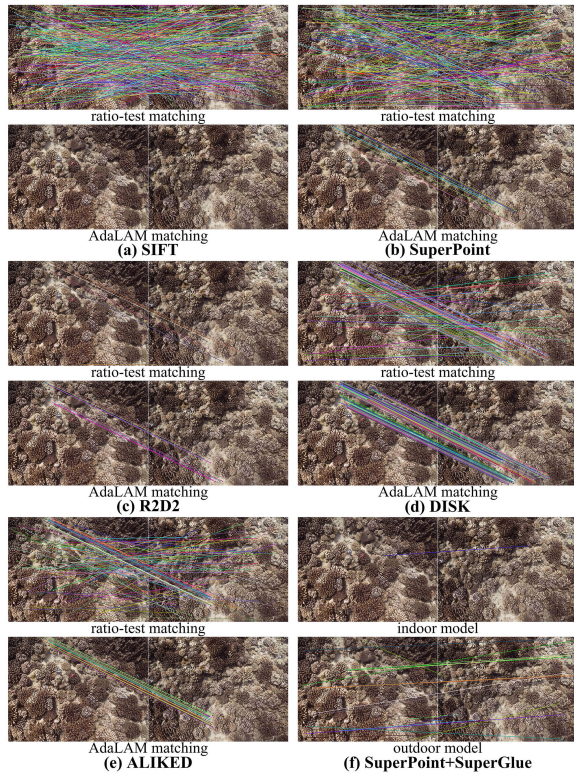 ratio-test matching
ratio-test matching
AdaLAM matching
AdaLAM matching
(a) SIFT
(b) SuperPoint
ratio-test matching
ratio-test matching
AdaLAM matching
AdaLAM matching
(c) R2D2
(d) DISK
ratio-test matching
indoor model
AdaLAM matching
outdoor model
(e) ALIKED
(f) SuperPoint+SuperGlue